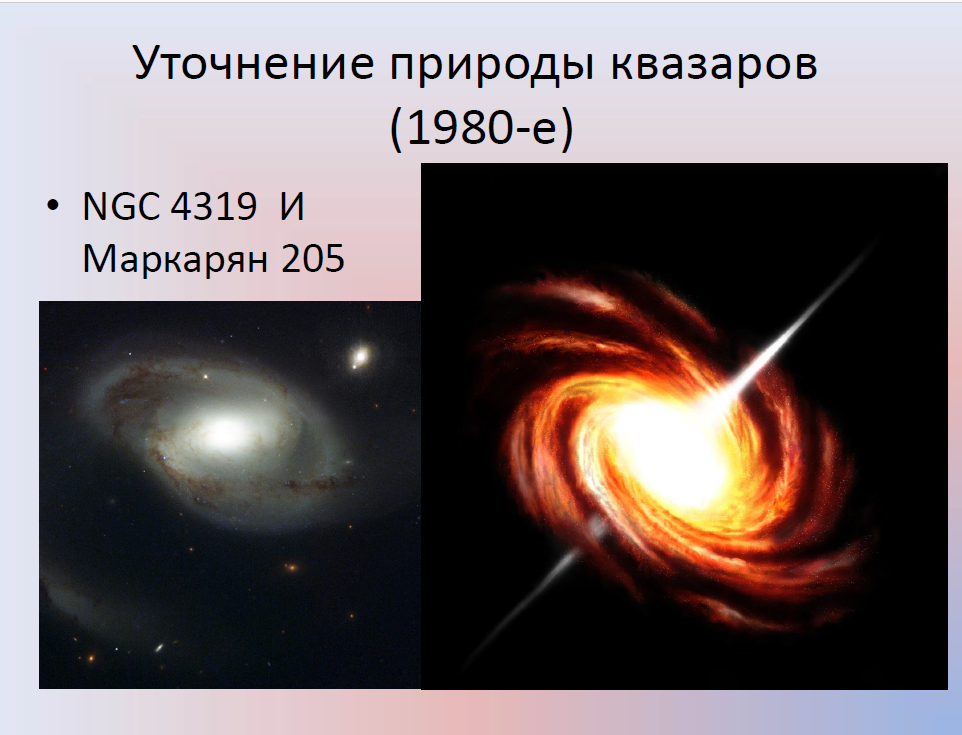 Уточнение природы квазаров
(1980-е)
• NGC 4319 И
Маркарян 205